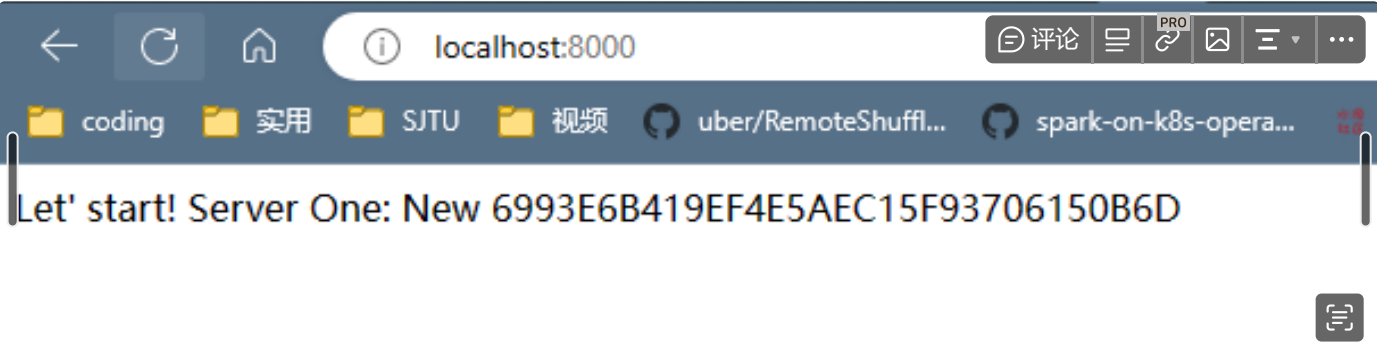 localhost:8000
PRO
评论
coding 实用 SJTU 视频 uber/RemoteShuffl... spark-on-k8s-opera...
Let' start! Server One: New 6993E6B419EF4E5AEC15F93706150B6D